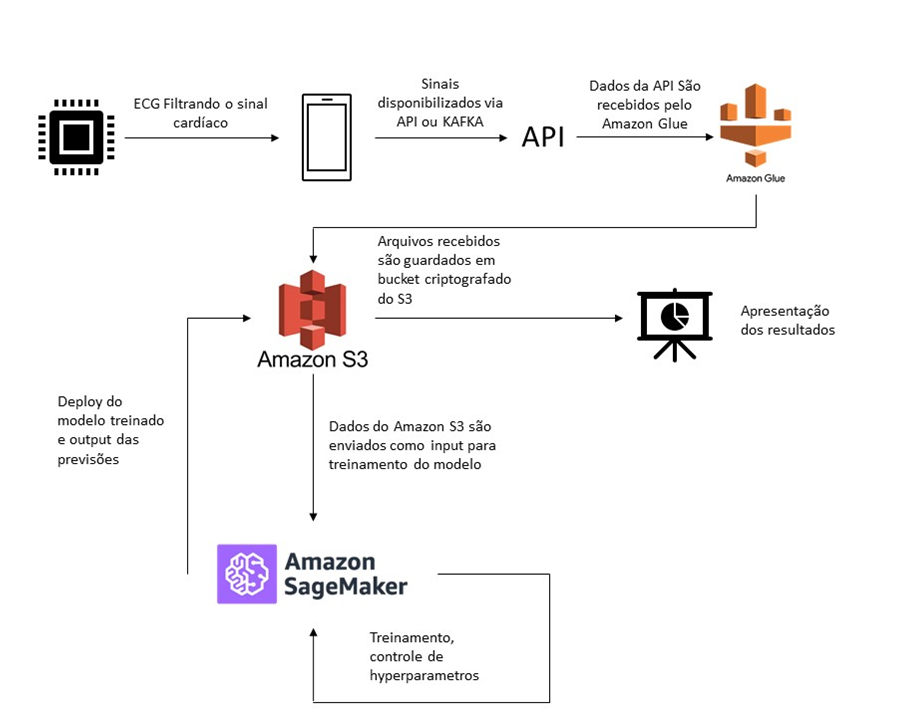 ECG Filtrando o sinal
cardíaco
Sinais
disponibilizados via
API ou KAFKA
API
Dados da API São
recebidos pelo
Amazon Glue
Amazon Glue
Arquivos recebidos
são guardados em
bucket criptografado
do S3
Amazon S3
Apresentação
dos resultados
Deploy do
modelo treinado
e output das
previsões
Dados do Amazon S3 são
enviados como input para
treinamento do modelo
Amazon
SageMaker
Treinamento,
controle de
hyperparametros